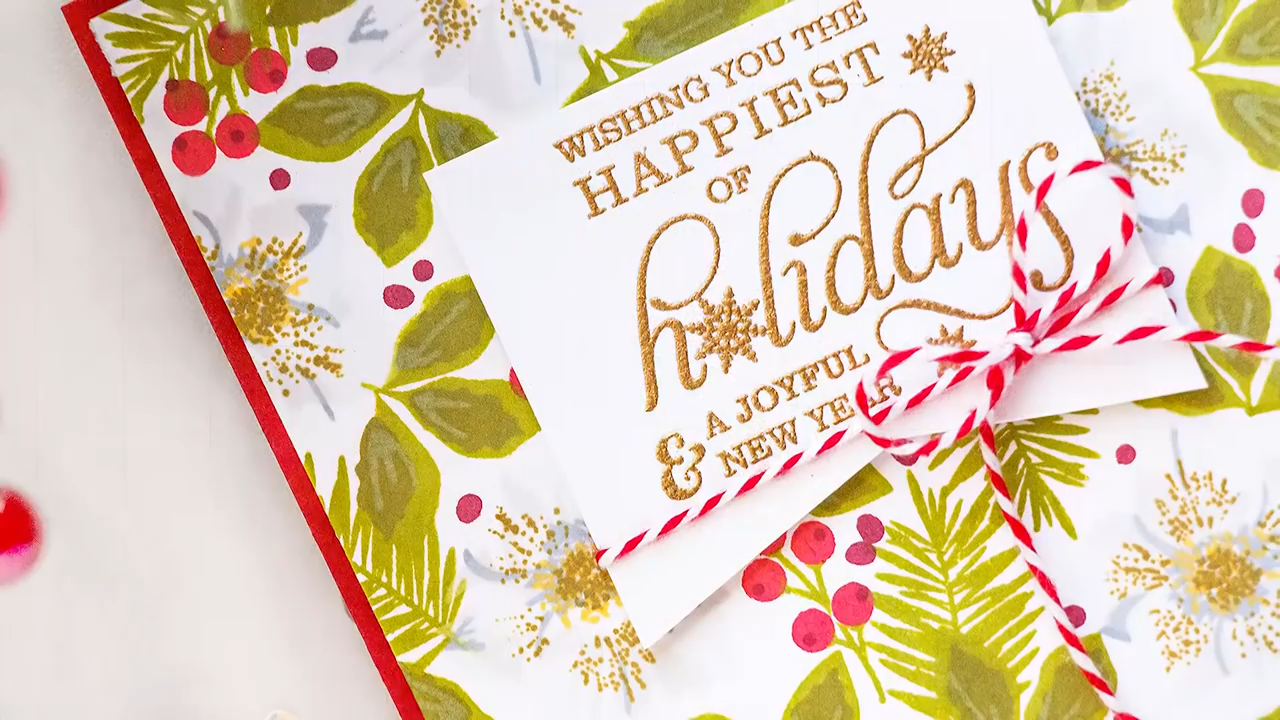 WISHING YOU THE
HAPPIEST
OF
holidays
& A JOYFUL
NEW YEAR